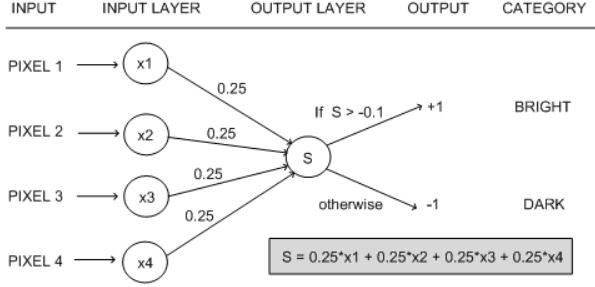 INPUT INPUT LAYER OUTPUT LAYER OUTPUT CATEGORY
PIXEL 1 x1
0.25
If S > -0.1 +1 BRIGHT
PIXEL 2 x2 0.25
S
0.25
PIXEL 3 x3
0.25
otherwise -1 DARK
PIXEL 4 x4
S = 0.25*x1 + 0.25*x2 + 0.25*x3 + 0.25*x4